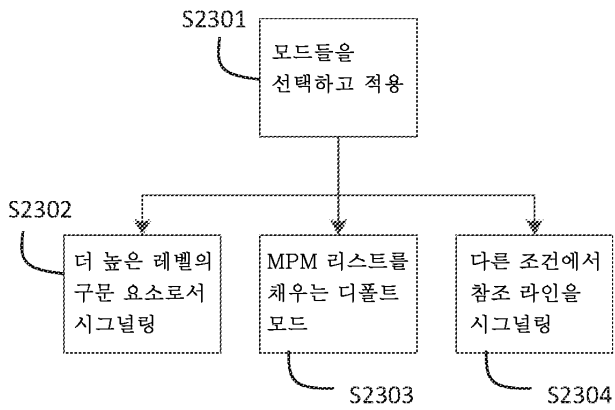 S2301
모드들을
선택하고 적용
S2302
더 높은 레벨의
구문 요소로서
시그널링
MPM 리스트를
채우는 디폴트
모드
다른 조건에서
참조 라인을
시그널링
S2303
S2304